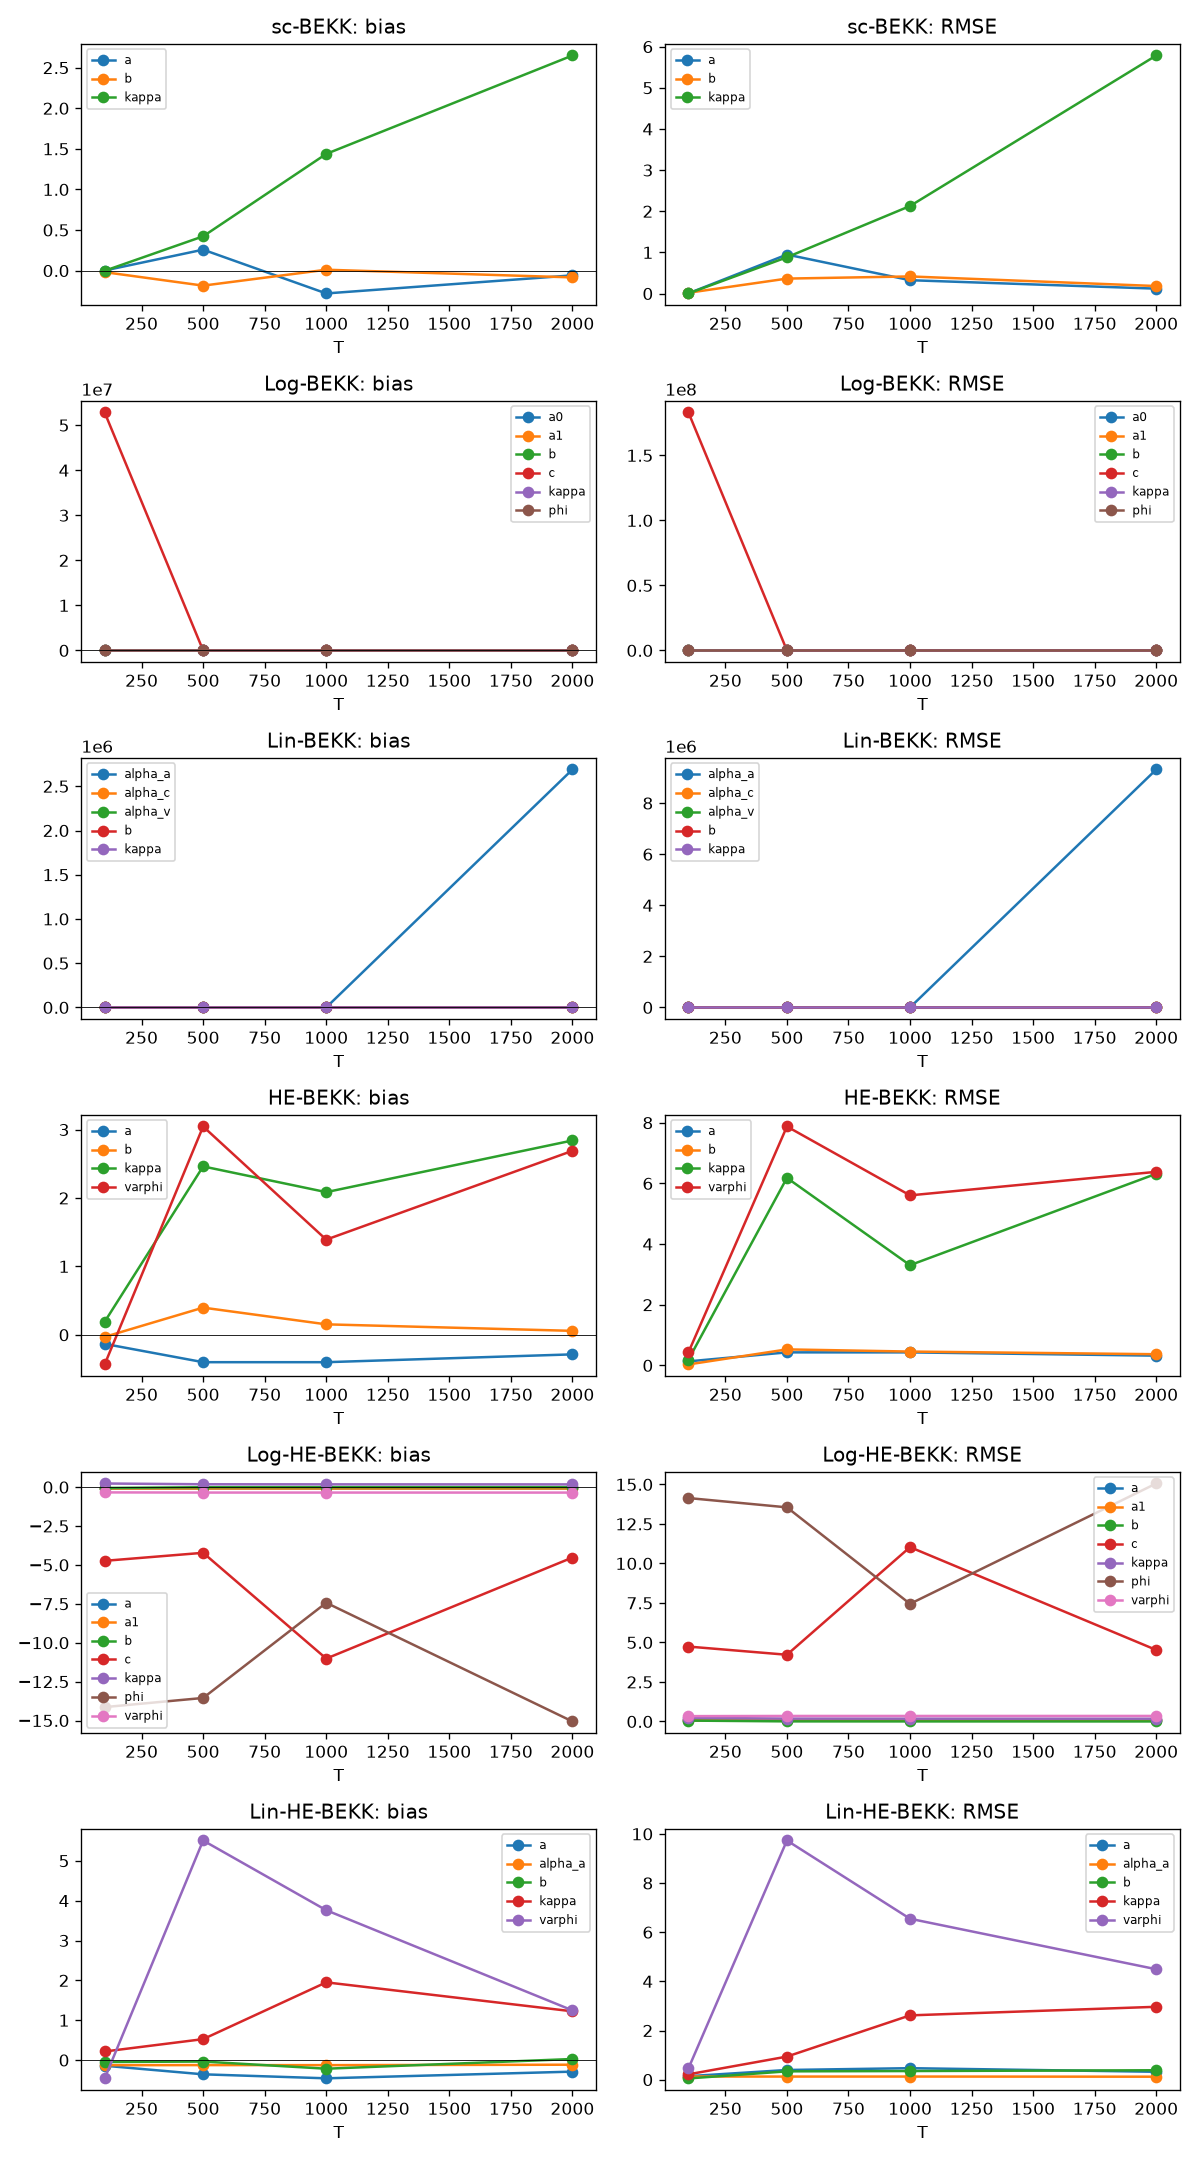 sc-BEKK: bias
a
b
kappa
2.5
2.0
1.5
1.0
0.5
0.0
250 500 750 1000 1250 1500 1750 2000
T
sc-BEKK: RMSE
a
b
kappa
6
5
4
3
2
1
0
250 500 750 1000 1250 1500 1750 2000
T
Log-BEKK: bias
1e7
a0
a1
b
c
kappa
phi
5
4
3
2
1
0
250 500 750 1000 1250 1500 1750 2000
T
Log-BEKK: RMSE
1e8
a0
a1
b
c
kappa
phi
1.5
1.0
0.5
0.0
250 500 750 1000 1250 1500 1750 2000
T
Lin-BEKK: bias
1e6
alpha_a
alpha_c
alpha_v
b
kappa
2.5
2.0
1.5
1.0
0.5
0.0
250 500 750 1000 1250 1500 1750 2000
T
Lin-BEKK: RMSE
1e6
alpha_a
alpha_c
alpha_v
b
kappa
8
6
4
2
0
250 500 750 1000 1250 1500 1750 2000
T
HE-BEKK: bias
a
b
kappa
varphi
3
2
1
0
250 500 750 1000 1250 1500 1750 2000
T
HE-BEKK: RMSE
a
b
kappa
varphi
8
6
4
2
0
250 500 750 1000 1250 1500 1750 2000
T
Log-HE-BEKK: bias
0.0
−2.5
−5.0
−7.5
−10.0
−12.5
−15.0
a
a1
b
c
kappa
phi
varphi
250 500 750 1000 1250 1500 1750 2000
T
Log-HE-BEKK: RMSE
15.0
12.5
10.0
7.5
5.0
2.5
0.0
a
a1
b
c
kappa
phi
varphi
250 500 750 1000 1250 1500 1750 2000
T
Lin-HE-BEKK: bias
a
alpha_a
b
kappa
varphi
5
4
3
2
1
0
250 500 750 1000 1250 1500 1750 2000
T
Lin-HE-BEKK: RMSE
a
alpha_a
b
kappa
varphi
10
8
6
4
2
0
250 500 750 1000 1250 1500 1750 2000
T